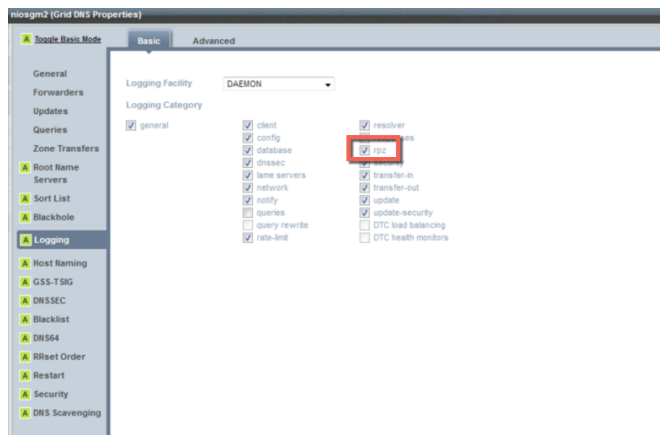 niosgm2 (Grid DNS Properties)
A Toggle Basic Mode
Basic
Advanced
General
Forwarders
Updates
Queries
Zone Transfers
A Root Name
Servers
A Sort List
A Blackhole
A Logging
A Host Naming
A GSS-TSIG
A DNSSEC
A Blacklist
A DNS64
A RRset Order
A Restart
A Security
A DNS Scavenging
Logging Facility
DAEMON
Logging Category
general
client
config
database
dnssec
lame servers
network
notify
queries
query rewrite
rate-limit
resolver
rpz
security
transfer-in
transfer-out
update
update-security
DTC load balancing
DTC health monitors